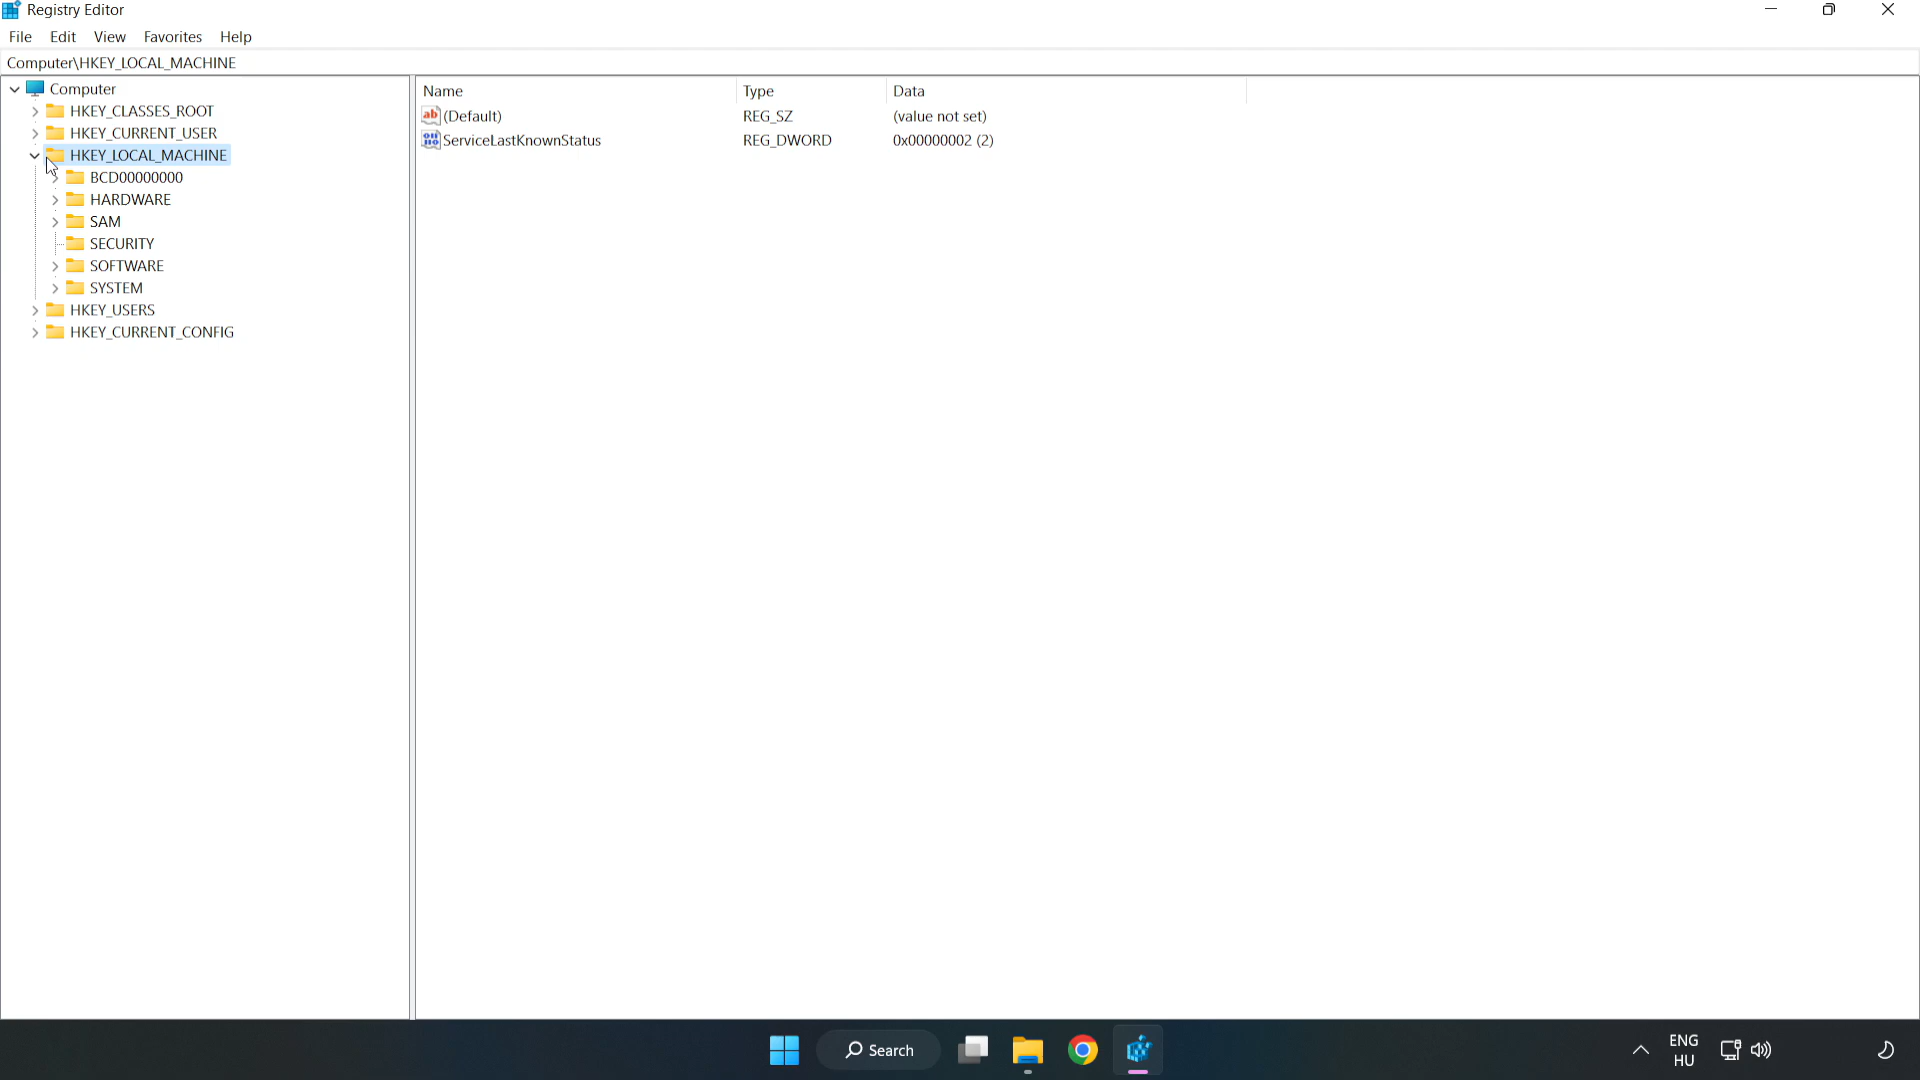 Registry Editor
File Edit View Favorites Help
Computer\HKEY_LOCAL_MACHINE
Computer
HKEY_CLASSES_ROOT
HKEY_CURRENT_USER
HKEY_LOCAL_MACHINE
BCD00000000
HARDWARE
SAM
SECURITY
SOFTWARE
SYSTEM
HKEY_USERS
HKEY_CURRENT_CONFIG
Name Type Data
(Default) REG_SZ (value not set)
ServiceLastKnownStatus REG_DWORD 0x00000002 (2)
Search
ENG
HU